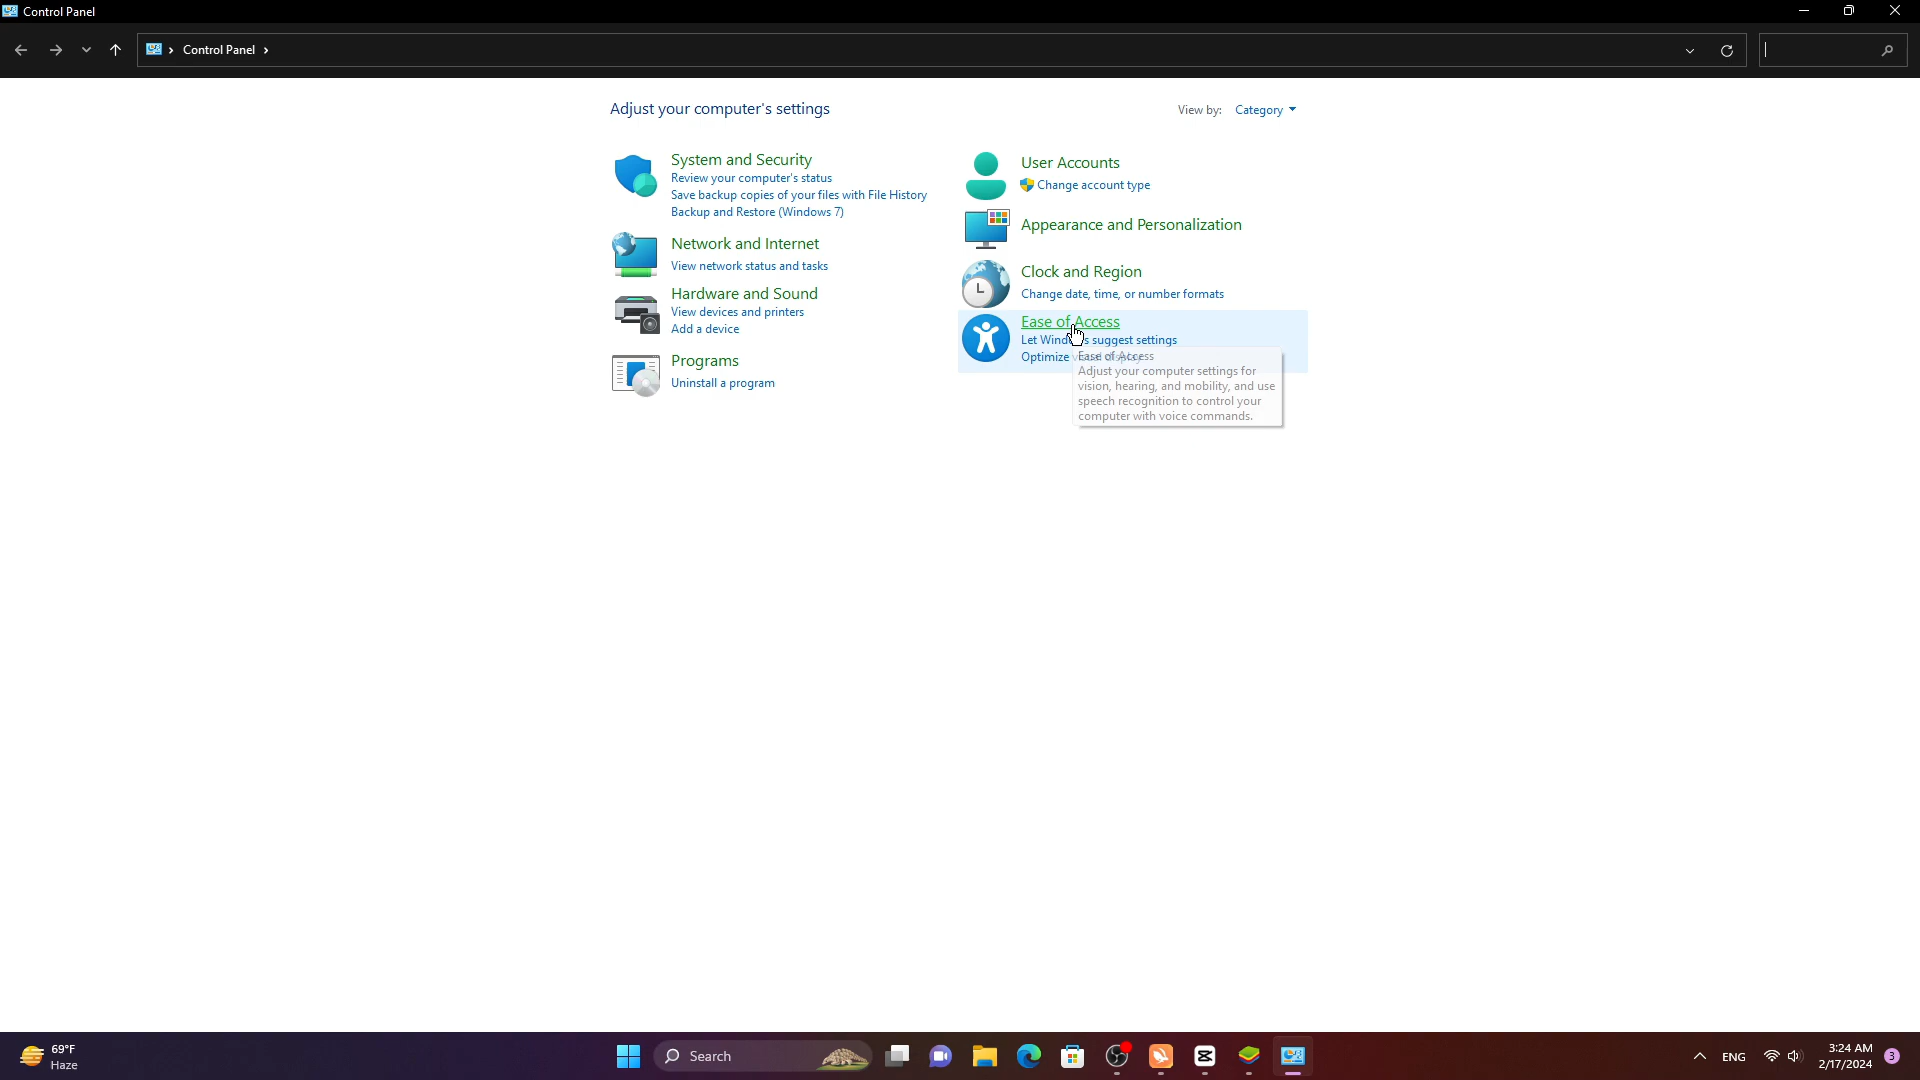 Control Panel
Control Panel
Adjust your computer's settings
View by: Category
System and Security
Review your computer's status
Save backup copies of your files with File History
Backup and Restore (Windows 7)
Network and Internet
View network status and tasks
Hardware and Sound
View devices and printers
Add a device
Programs
Uninstall a program
User Accounts
Change account type
Appearance and Personalization
Clock and Region
Change date, time, or number formats
Ease of Access
Let Windows suggest settings
Optimize visual display
Ease of Access
Adjust your computer settings for
vision, hearing, and mobility, and use
speech recognition to control your
computer with voice commands.
69°F
Haze
Search
ENG
3:24 AM
2/17/2024
3